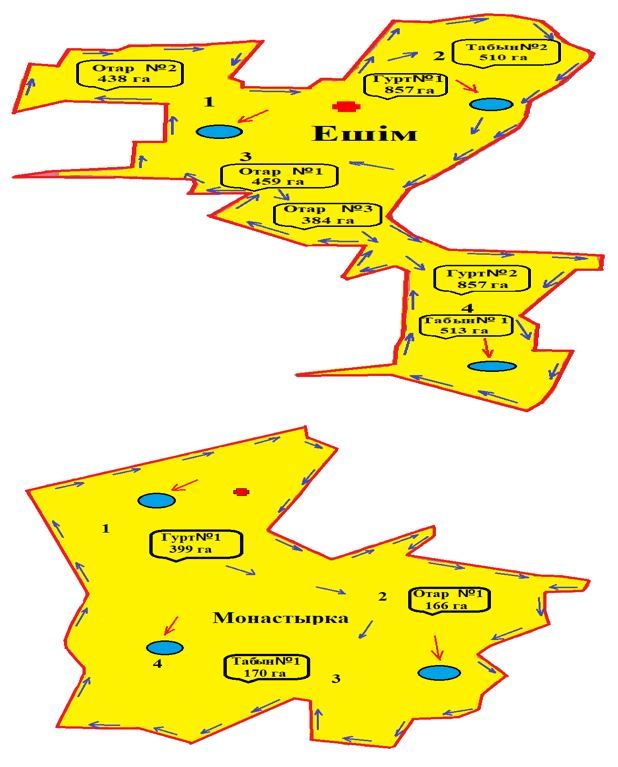 Отар №2
438 га
1
2
Табын№2
510 га
Гурт№1
857 га
Ешім
3
Отар №1
459 га
Отар №3
384 га
Гурт№2
857 га
4
Табын№ 1
513 га
1
Гурт№1
399 га
2
Отар №1
166 га
Монастырка
4
Табын№1
170 га
3